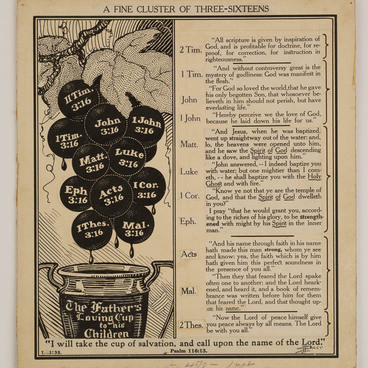 A FINE CLUSTER OF THREE-SIXTEENS
II Tim.
3:16
I Tim.
3:16
John
3:16
I John
3:16
Matt.
3:16
Luke
3:16
Eph
3:16
Acts
3:16
I Cor.
3:16
I Thes.
3:16
Mal.
3:16
The Father's
Loving Cup
to his
Children
2 Tim.
"All scripture is given by inspiration of
God, and is profitable for doctrine, for re-
proof, for correction, for instruction in
righteousness."
1 Tim.
"And without controversy great is the
mystery of godliness: God was manifest in
the flesh."
John
"For God so loved the world, that he gave
his only begotten Son, that whosoever be-
lieveth in him should not perish, but have
everlasting life."
1 John
"Hereby perceive we the love of God,
because he laid down his life for us."
Matt.
"And Jesus, when he was baptized,
went up straightway out of the water: and,
lo, the heavens were opened unto him,
and he saw the Spirit of God descending
like a dove, and lighting upon him."
Luke
"John answered,—I indeed baptize you
with water; but one mightier than I com-
eth, — he shall baptize you with the Holy
Ghost and with fire."
1 Cor.
"Know ye not that ye are the temple of
God, and that the Spirit of God dwelleth
in you?"
Eph.
I pray "that he would grant you, accord-
ing to the riches of his glory, to be strength-
ened with might by his Spirit in the inner
man."
Acts
"And his name through faith in his name
hath made this man strong, whom ye see
and know: yea, the faith which is by him
hath given him this perfect soundness in
the presence of you all."
Mal.
"Then they that feared the Lord spake
often one to another: and the Lord heark-
ened, and heard it, and a book of remem-
brance was written before him for them
that feared the Lord, and that thought up-
on his name."
2 Thes.
"Now the Lord of peace himself give
you peace always by all means. The Lord
be with you all."
"I will take the cup of salvation, and call upon the name of the Lord."
Psalm 116:13.